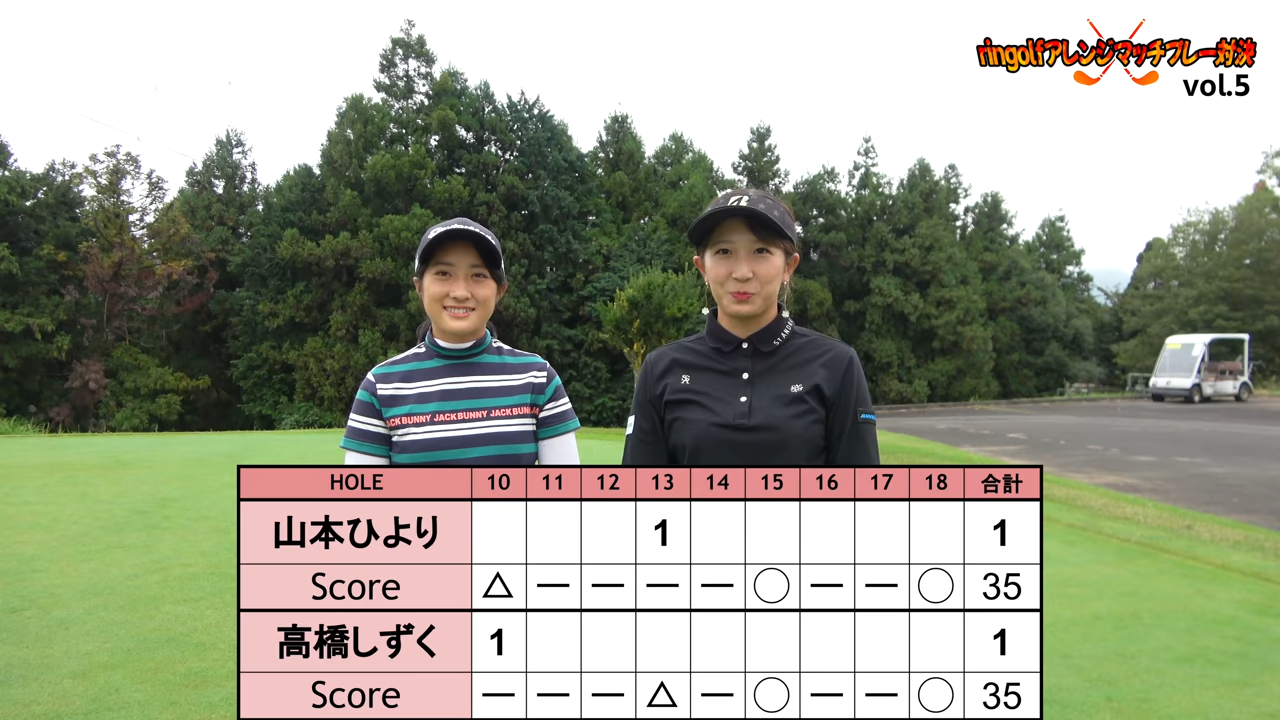 ringolfアレンジマッチプレー対決
vol.5
JACKBUNNY JACKBUNNY JACKBUN
HOLE 10 11 12 13 14 15 16 17 18 合計
山本ひより 1 1
Score △ — — — — ○ — — ○ 35
高橋しずく 1 1
Score — — — △ — ○ — — ○ 35